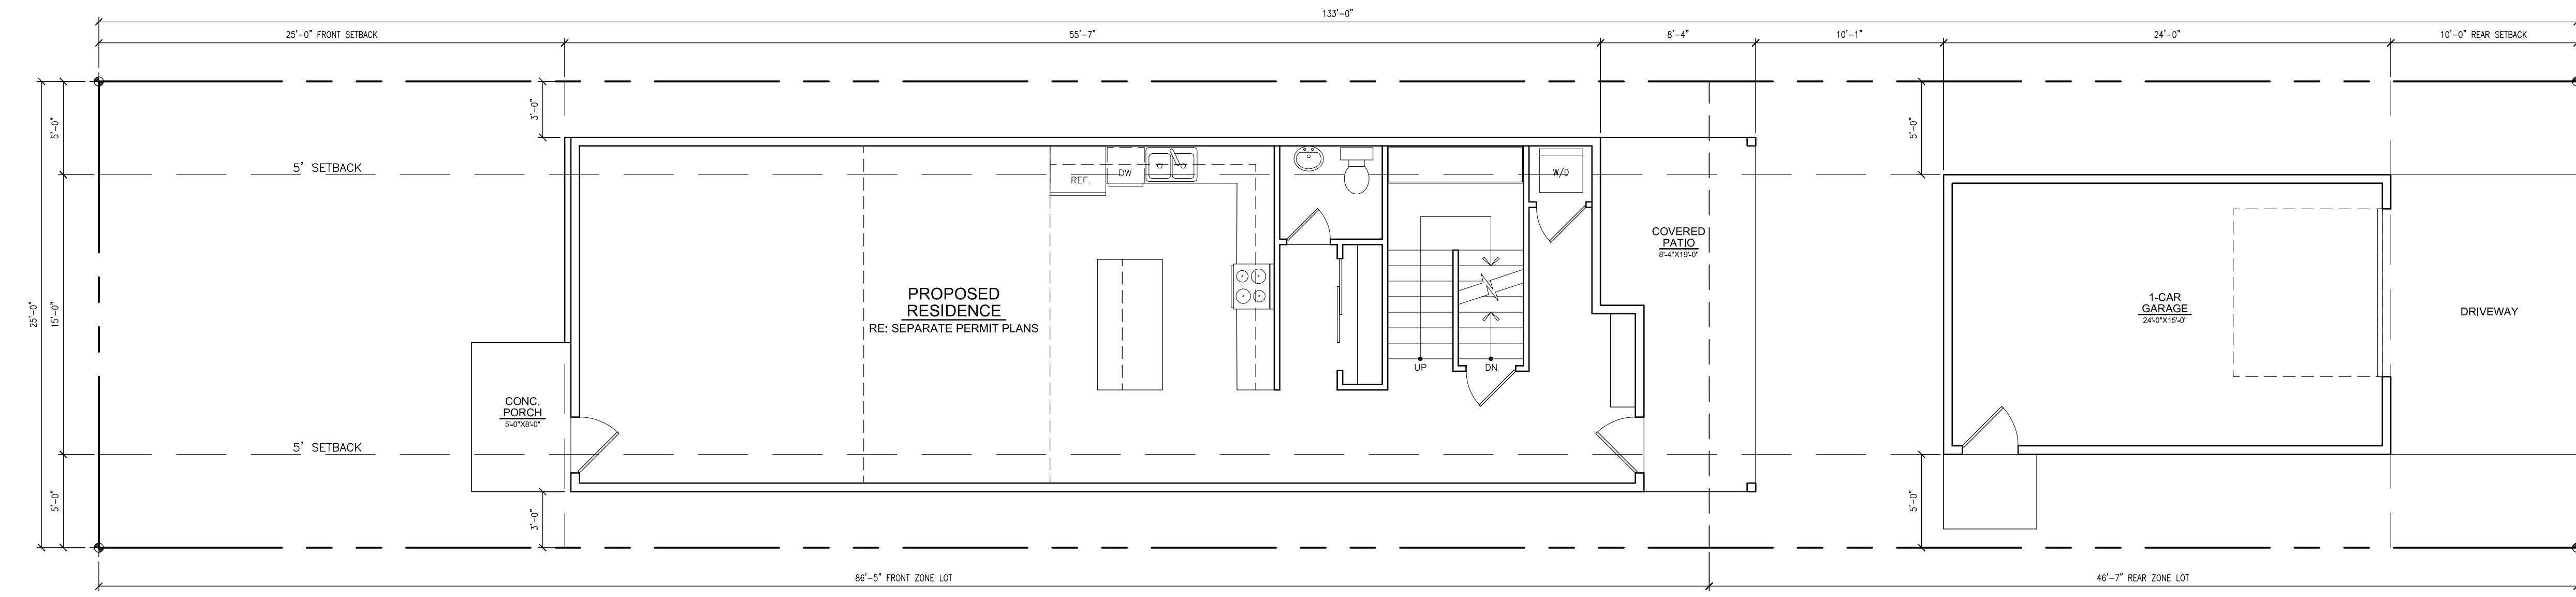 133'-0"
25'-0" FRONT SETBACK
55'-7"
8'-4"
10'-1"
24'-0"
10'-0" REAR SETBACK
3'-0"
5'-0"
5'-0"
5' SETBACK
REF.
DW
W/D
COVERED
PATIO
8'-4"X19'-0"
PROPOSED
RESIDENCE
RE: SEPARATE PERMIT PLANS
1-CAR
GARAGE
24'-0"X15'-0"
DRIVEWAY
25'-0"
15'-0"
UP
DN
CONC.
PORCH
5'-0"X8'-0"
5' SETBACK
5'-0"
3'-0"
5'-0"
86'-5" FRONT ZONE LOT
46'-7" REAR ZONE LOT